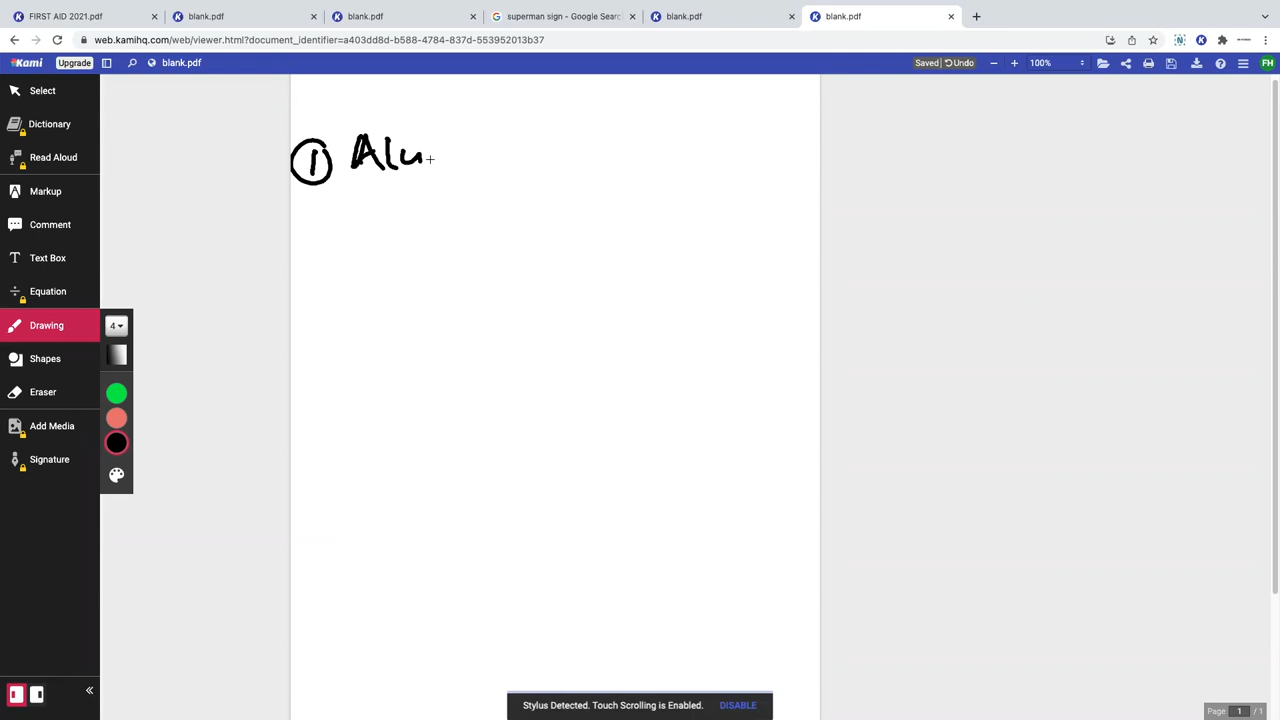 FIRST AID 2021.pdf
blank.pdf
blank.pdf
superman sign - Google Searc
blank.pdf
blank.pdf
web.kamihq.com/web/viewer.html?document_identifier=a403dd8d-b588-4784-837d-553952013b37
Kami Upgrade blank.pdf Saved Undo 100% FH
Select
Dictionary
Read Aloud
Markup
Comment
Text Box
Equation
Drawing
Shapes
Eraser
Add Media
Signature
4
① Alu
Stylus Detected. Touch Scrolling is Enabled. DISABLE
Page 1 / 1